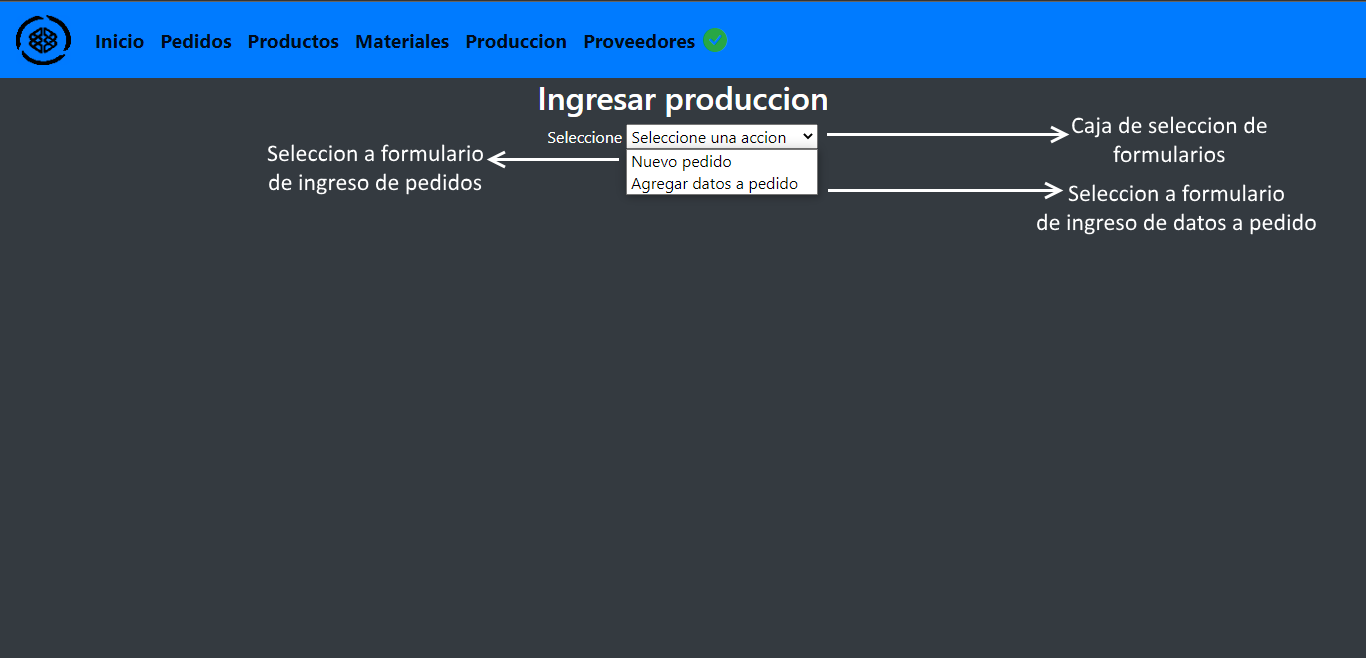 Inicio Pedidos Productos Materiales Produccion Proveedores
Ingresar produccion
Seleccione Seleccione una accion
Nuevo pedido
Agregar datos a pedido
Seleccion a formulario
de ingreso de pedidos
Caja de seleccion de
formularios
Seleccion a formulario
de ingreso de datos a pedido